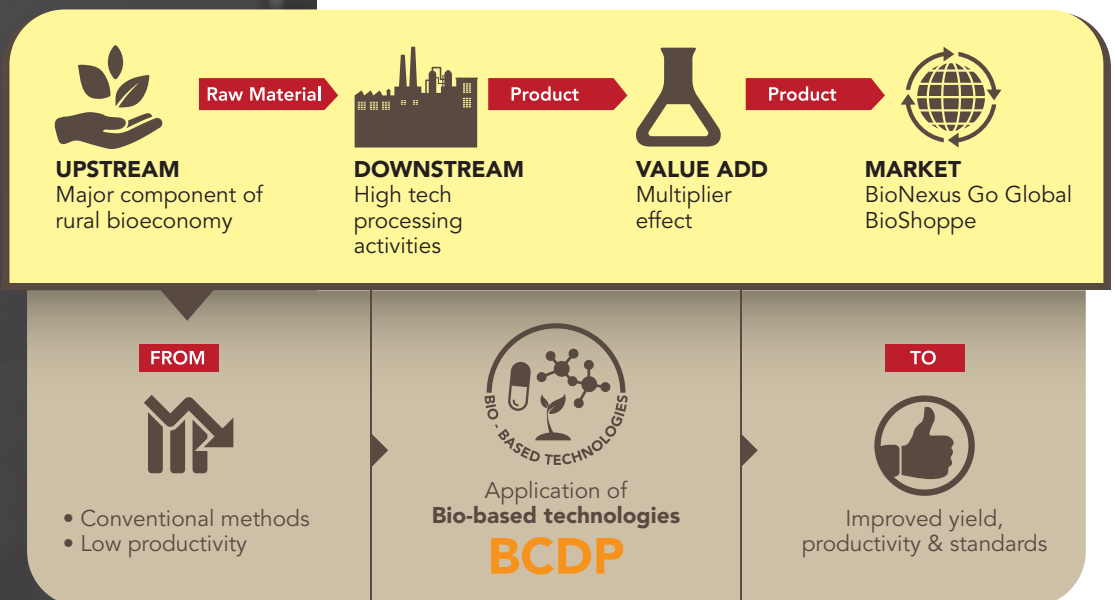 Raw Material
Product
Product
UPSTREAM
Major component of
rural bioeconomy
DOWNSTREAM
High tech
processing
activities
VALUE ADD
Multiplier
effect
MARKET
BioNexus Go Global
BioShoppe
FROM
• Conventional methods
• Low productivity
BIO - BASED TECHNOLOGIES
Application of
Bio-based technologies
BCDP
TO
Improved yield,
productivity & standards